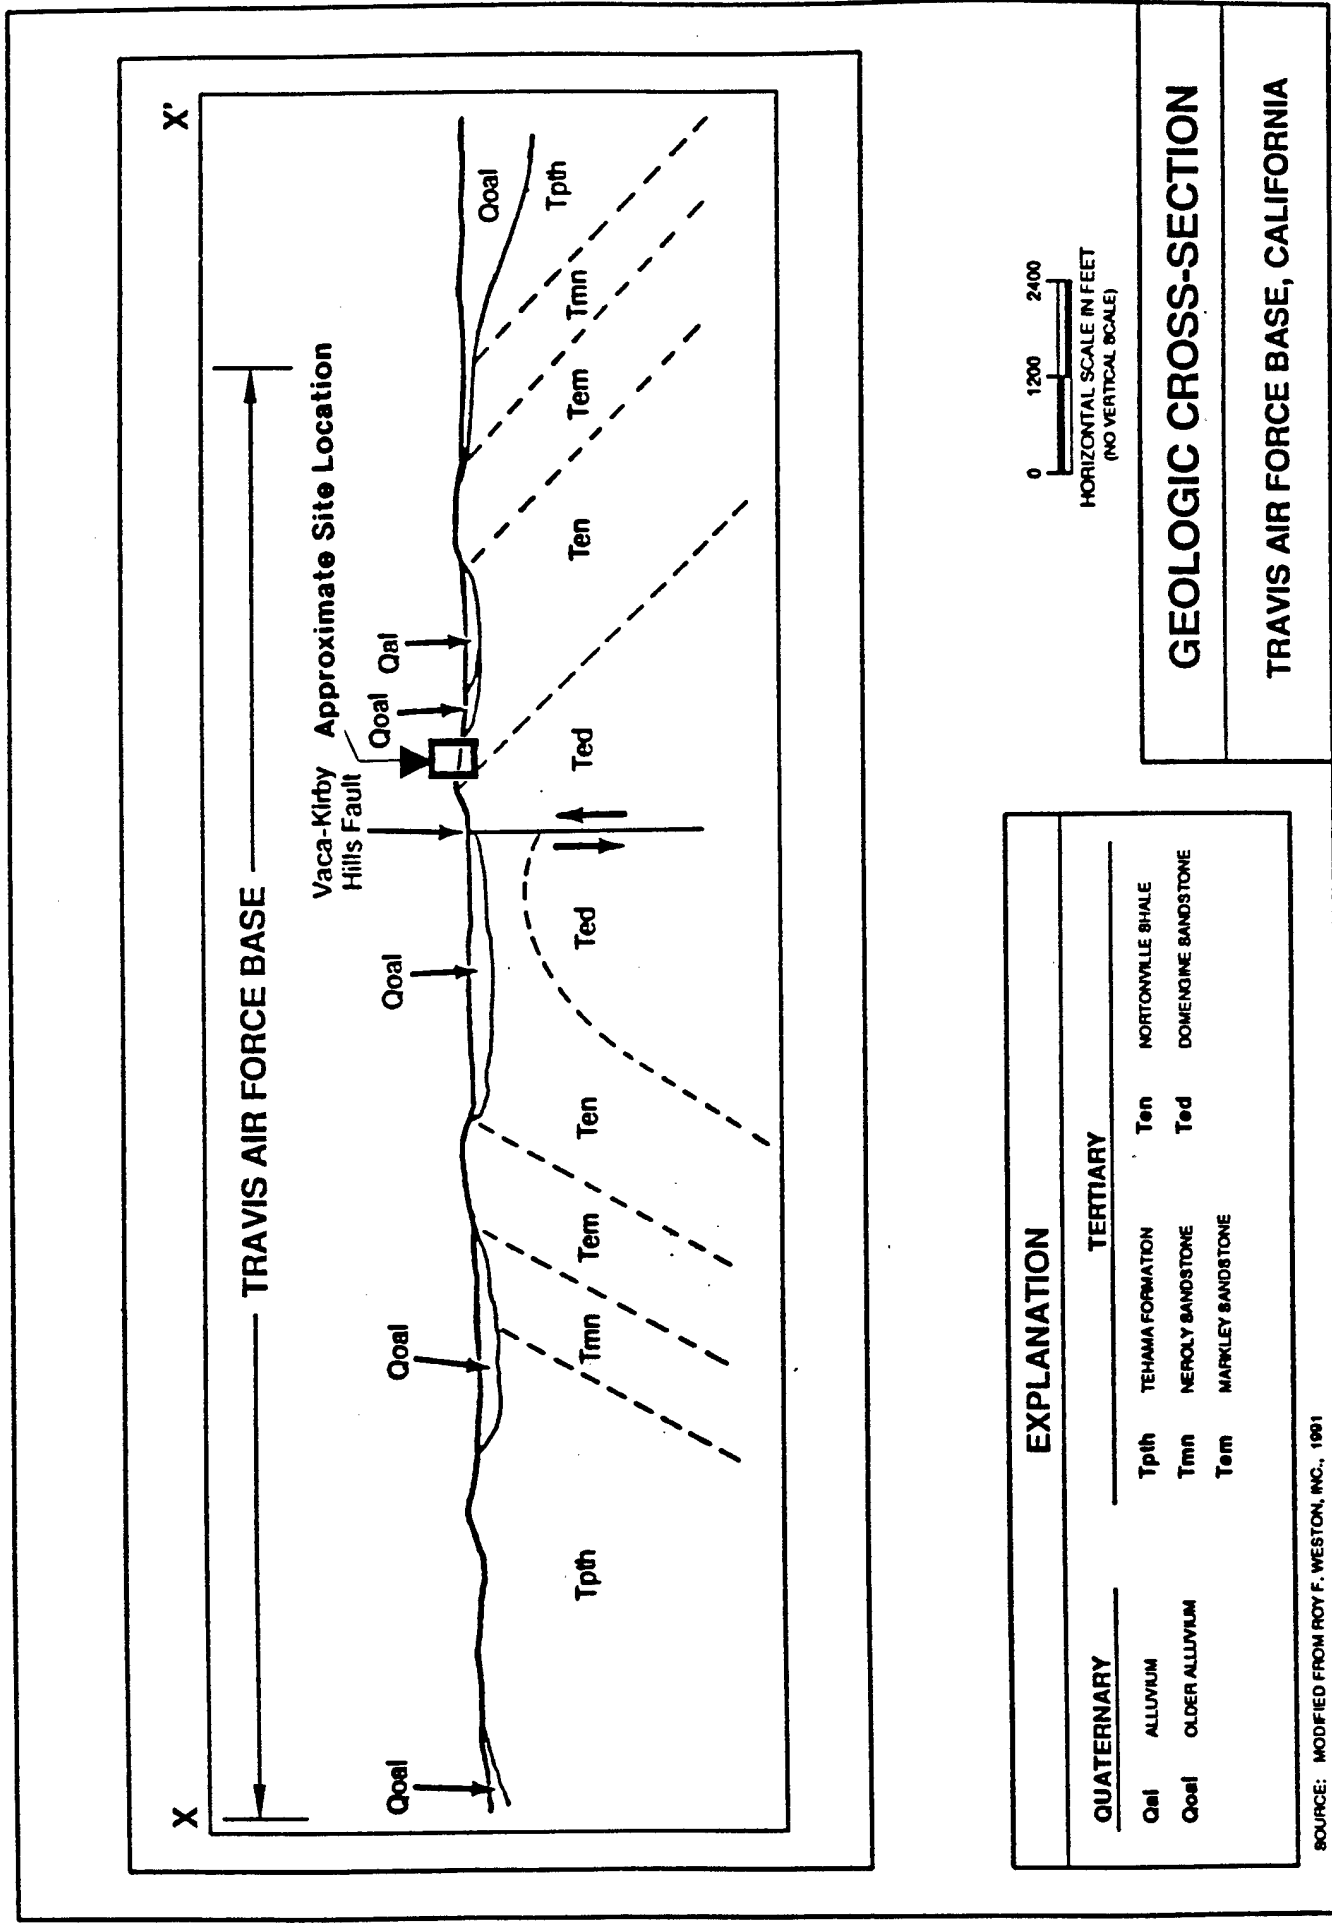 X
X'
TRAVIS AIR FORCE BASE
Vaca-Kirby
Hills Fault
Approximate Site Location
Qoal
Qoal
Qoal
Qoal
Qal
Qoal
Tpth
Tmn
Tem
Ten
Ted
Ted
Ten
Tem
Tmn
Tpth
EXPLANATION
QUATERNARY
Qal ALLUVIUM
Qoal OLDER ALLUVIUM
TERTIARY
Tpth TEHAMA FORMATION
Tmn NEROLY SANDSTONE
Tem MARKLEY SANDSTONE
Ten NORTONVILLE SHALE
Ted DOMENGINE SANDSTONE
0 1200 2400
HORIZONTAL SCALE IN FEET
(NO VERTICAL SCALE)
GEOLOGIC CROSS-SECTION
TRAVIS AIR FORCE BASE, CALIFORNIA
SOURCE: MODIFIED FROM ROY F. WESTON, INC., 1991